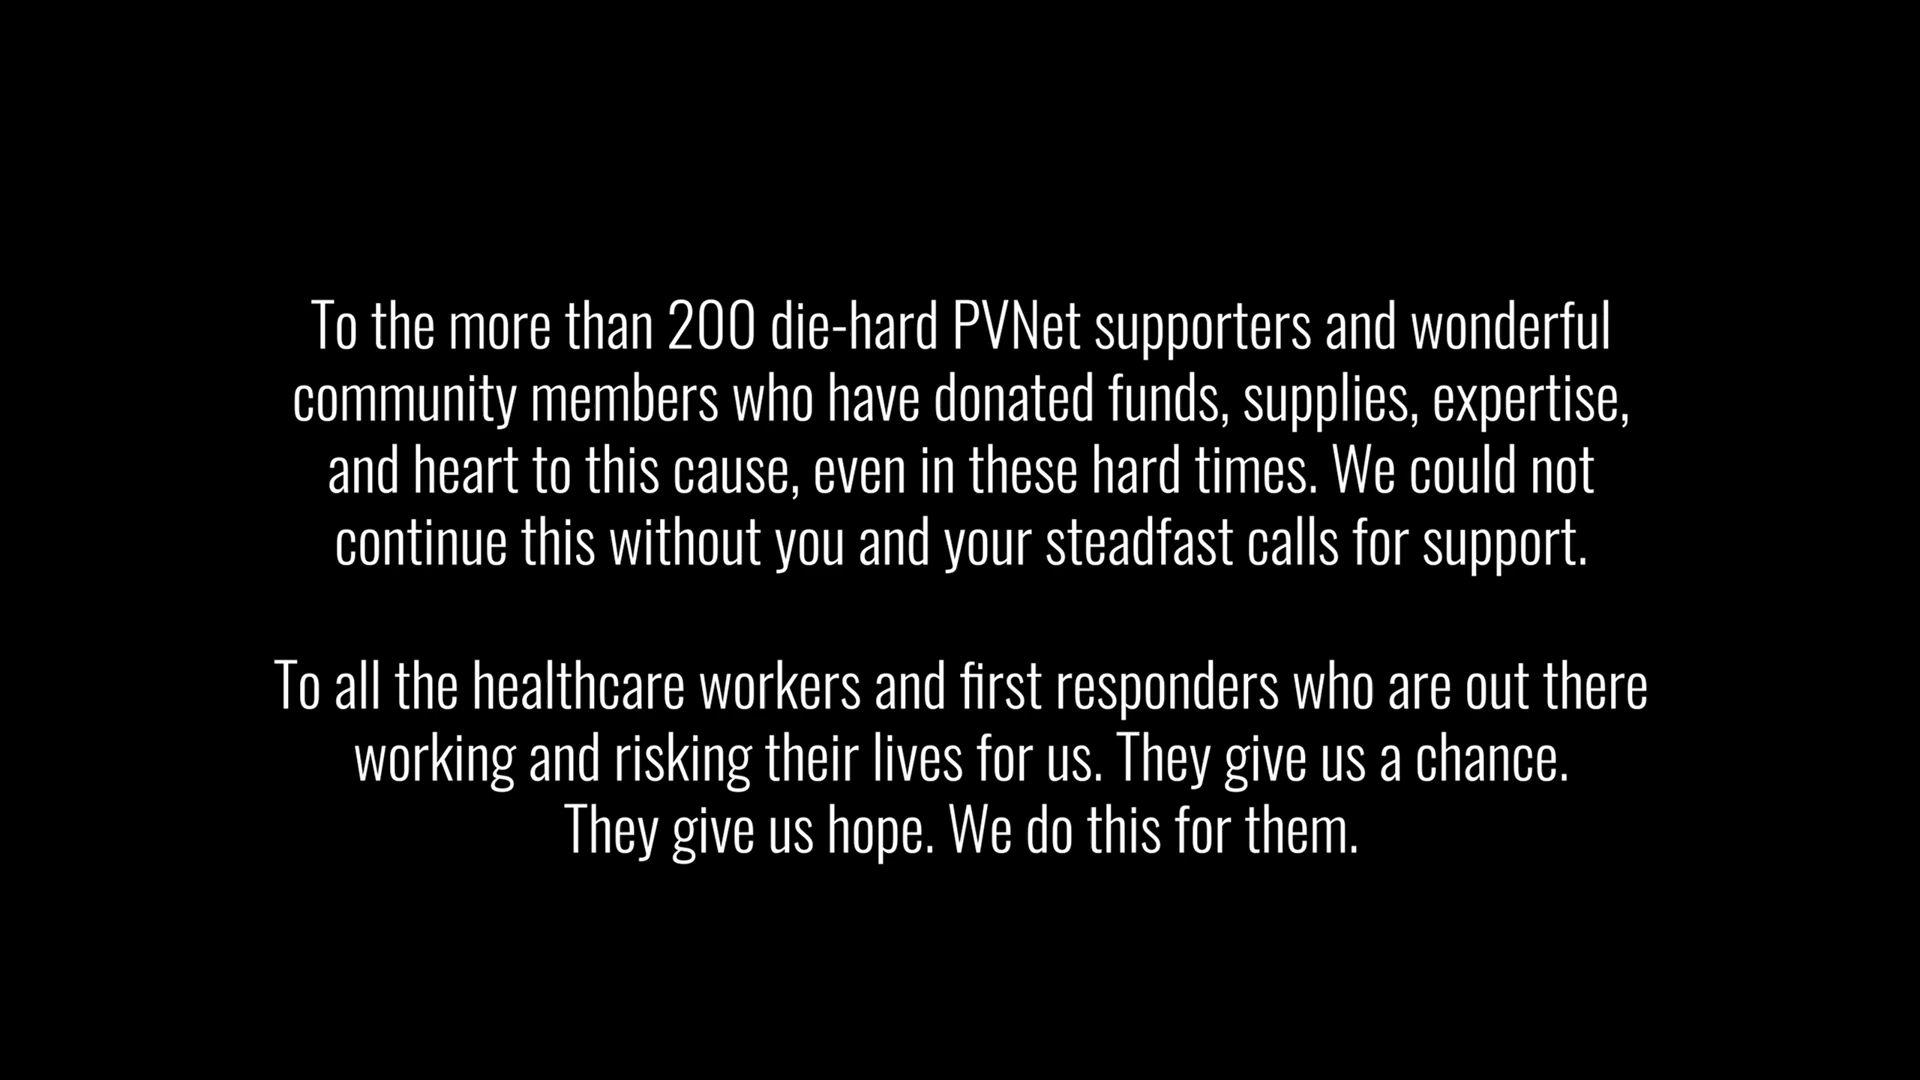 To the more than 200 die-hard PVNet supporters and wonderful
community members who have donated funds, supplies, expertise,
and heart to this cause, even in these hard times. We could not
continue this without you and your steadfast calls for support.
To all the healthcare workers and first responders who are out there
working and risking their lives for us. They give us a chance.
They give us hope. We do this for them.